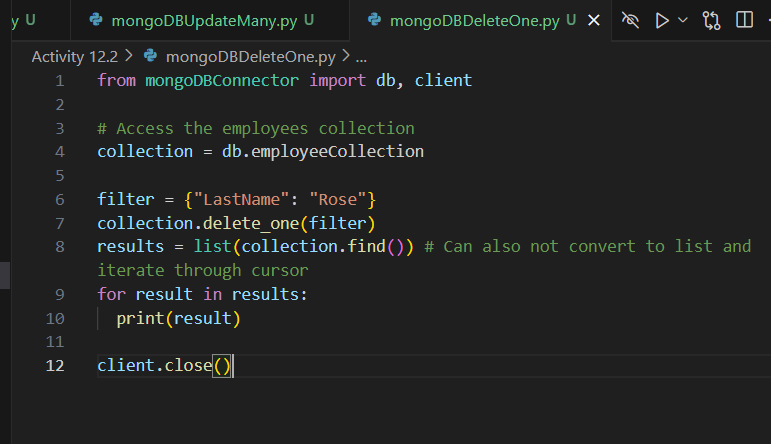 y U mongoDBUpdateMany.py U mongoDBDeleteOne.py U
Activity 12.2 > mongoDBDeleteOne.py > ...
1 from mongoDBConnector import db, client
2
3 # Access the employees collection
4 collection = db.employeeCollection
5
6 filter = {"LastName": "Rose"}
7 collection.delete_one(filter)
8 results = list(collection.find()) # Can also not convert to list and
iterate through cursor
9 for result in results:
10 print(result)
11
12 client.close()